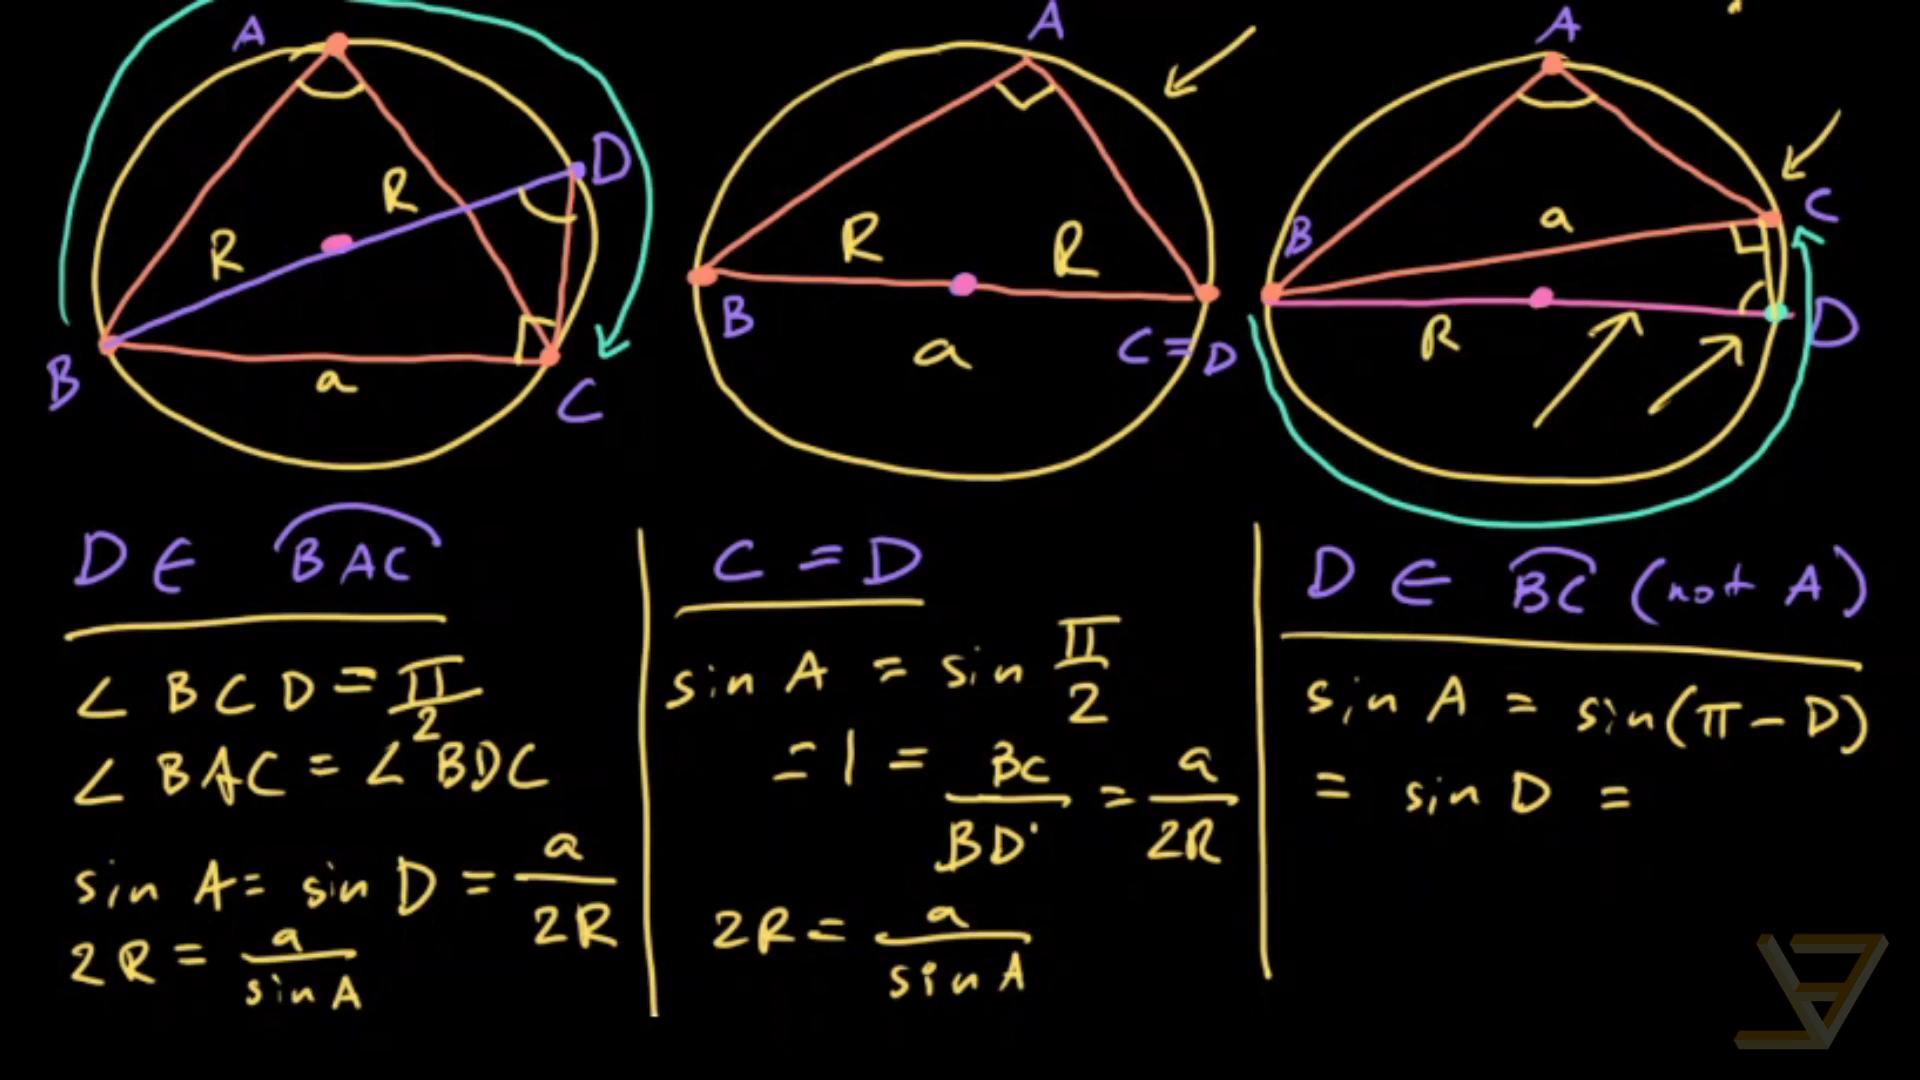 A
D
R
R
B
a
C
A
R
R
B
C = D
a
A
B
a
C
R
D
D ∈ BAC
∠ BCD = π/2
∠ BAC = ∠ BDC
sin A = sin D = a/2R
2R = a/sin A
C = D
sin A = sin π/2
= 1 = BC/BD = a/2R
2R = a/sin A
D ∈ BC (not A)
sin A = sin(π - D)
= sin D =